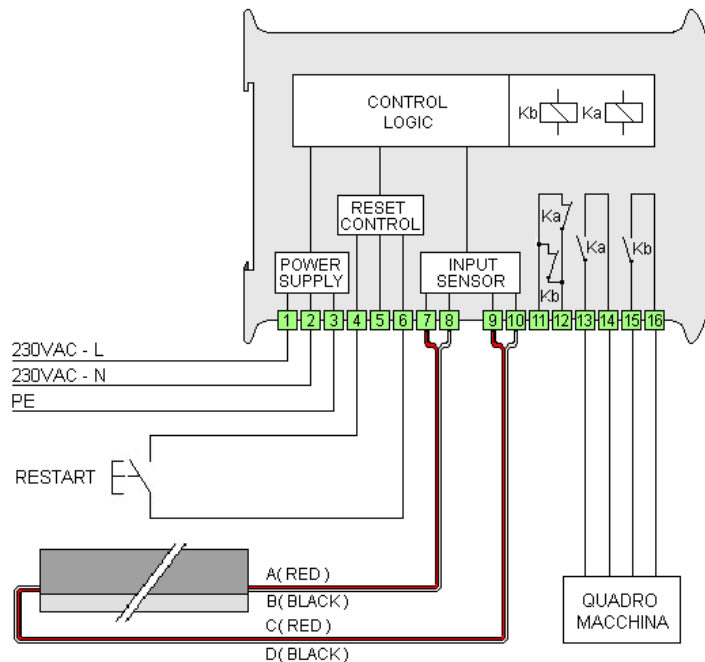 CONTROL
LOGIC
Kb
Ka
RESET
CONTROL
POWER
SUPPLY
INPUT
SENSOR
Ka
Kb
Ka
Kb
1 2 3 4 5 6 7 8 9 10 11 12 13 14 15 16
230VAC - L
230VAC - N
PE
RESTART
A( RED )
B( BLACK )
C( RED )
D( BLACK )
QUADRO
MACCHINA